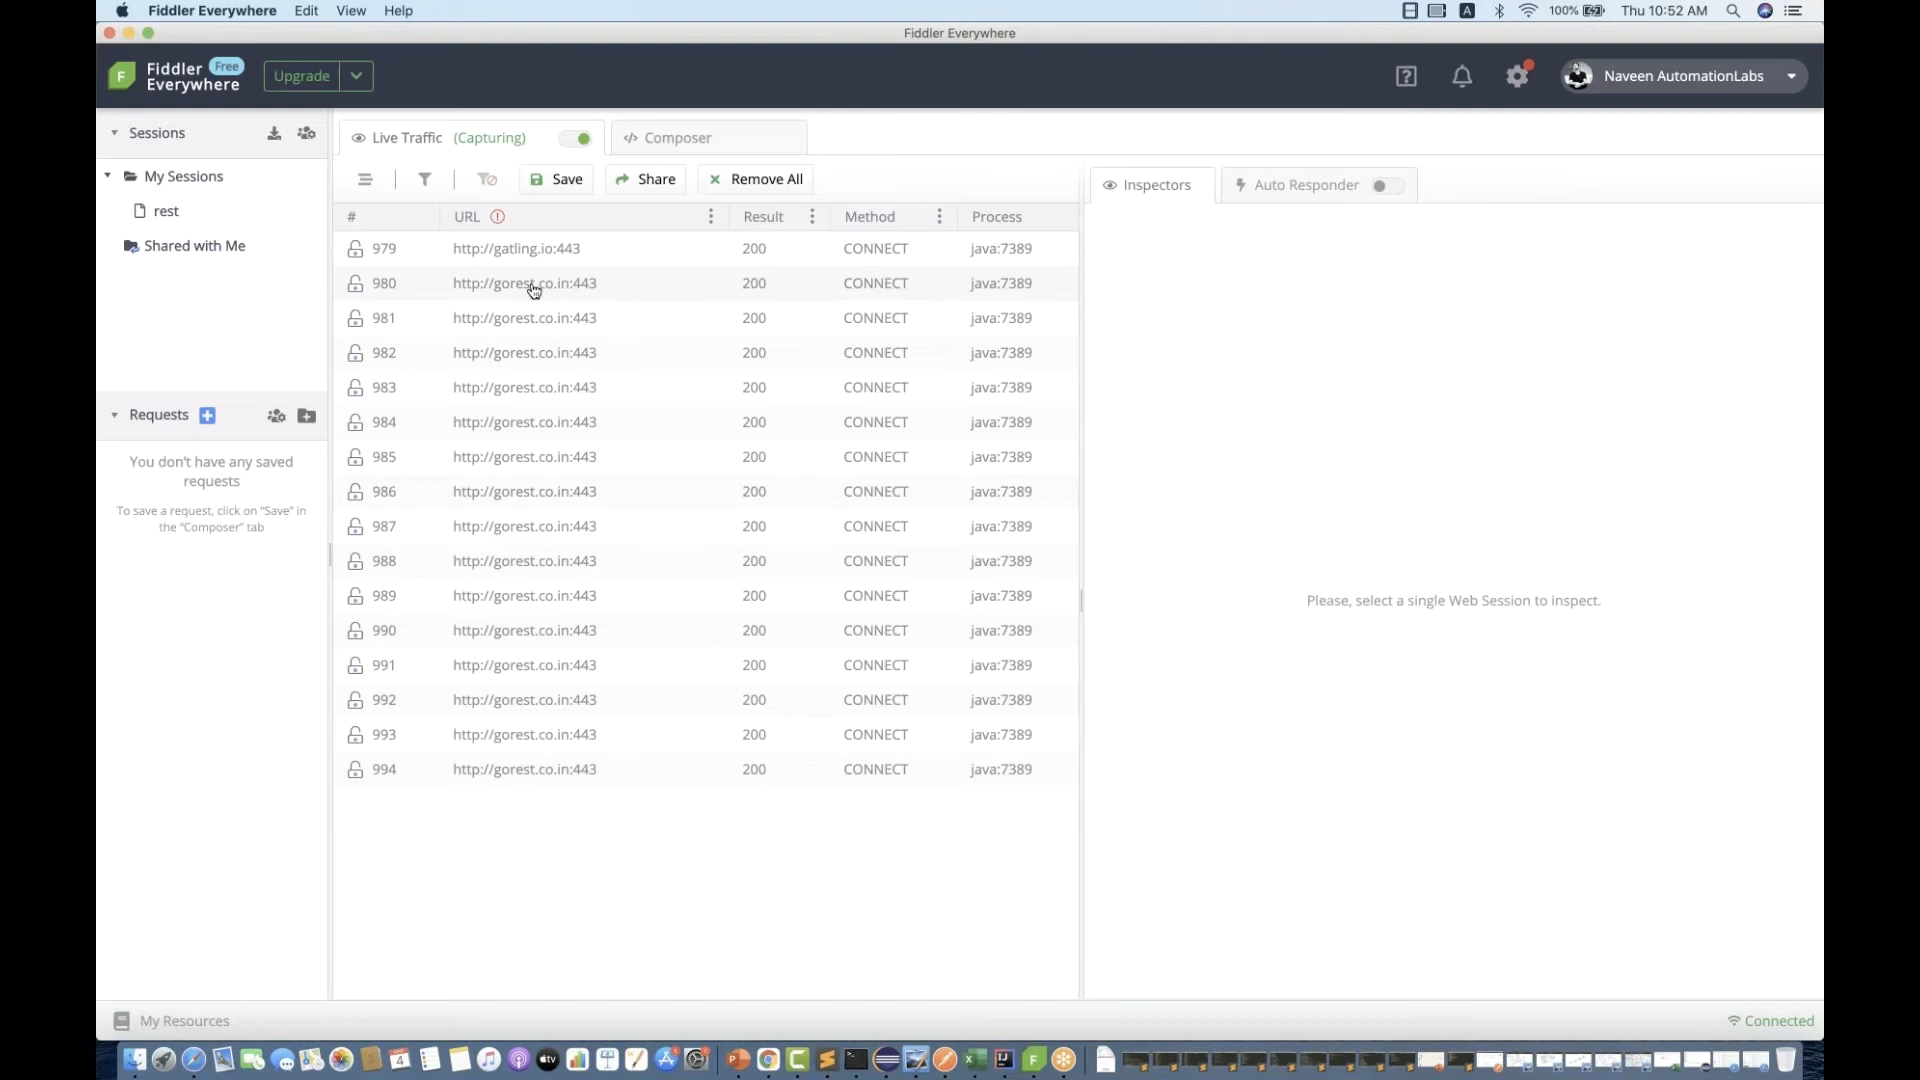 Fiddler Everywhere Edit View Help
A 100% Thu 10:52 AM
Fiddler Everywhere
F Fiddler Everywhere Free
Upgrade
Naveen AutomationLabs
Sessions
My Sessions
rest
Shared with Me
Requests
You don't have any saved
requests
To save a request, click on "Save" in
the "Composer" tab
Live Traffic (Capturing)
</> Composer
Save Share Remove All
# URL Result Method Process
979 http://gatling.io:443 200 CONNECT java:7389
980 http://gorest.co.in:443 200 CONNECT java:7389
981 http://gorest.co.in:443 200 CONNECT java:7389
982 http://gorest.co.in:443 200 CONNECT java:7389
983 http://gorest.co.in:443 200 CONNECT java:7389
984 http://gorest.co.in:443 200 CONNECT java:7389
985 http://gorest.co.in:443 200 CONNECT java:7389
986 http://gorest.co.in:443 200 CONNECT java:7389
987 http://gorest.co.in:443 200 CONNECT java:7389
988 http://gorest.co.in:443 200 CONNECT java:7389
989 http://gorest.co.in:443 200 CONNECT java:7389
990 http://gorest.co.in:443 200 CONNECT java:7389
991 http://gorest.co.in:443 200 CONNECT java:7389
992 http://gorest.co.in:443 200 CONNECT java:7389
993 http://gorest.co.in:443 200 CONNECT java:7389
994 http://gorest.co.in:443 200 CONNECT java:7389
Inspectors Auto Responder
Please, select a single Web Session to inspect.
My Resources
Connected